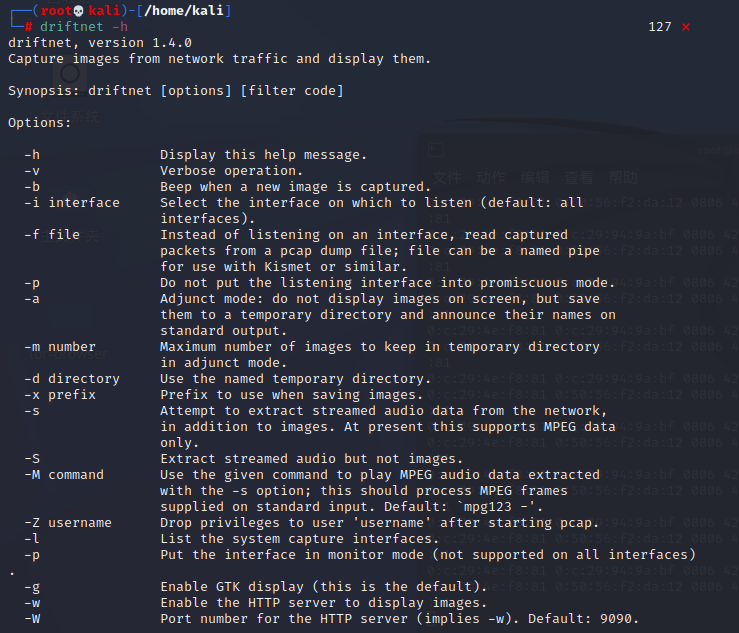 ┌──(root💀kali)-[/home/kali]
└─# driftnet -h 127 ⨯
driftnet, version 1.4.0
Capture images from network traffic and display them.
Synopsis: driftnet [options] [filter code]
Options:
-h Display this help message.
-v Verbose operation.
-b Beep when a new image is captured.
-i interface Select the interface on which to listen (default: all
interfaces).
-f file Instead of listening on an interface, read captured
packets from a pcap dump file; file can be a named pipe
for use with Kismet or similar.
-p Do not put the listening interface into promiscuous mode.
-a Adjunct mode: do not display images on screen, but save
them to a temporary directory and announce their names on
standard output.
-m number Maximum number of images to keep in temporary directory
in adjunct mode.
-d directory Use the named temporary directory.
-x prefix Prefix to use when saving images.
-s Attempt to extract streamed audio data from the network,
in addition to images. At present this supports MPEG data
only.
-S Extract streamed audio but not images.
-M command Use the given command to play MPEG audio data extracted
with the -s option; this should process MPEG frames
supplied on standard input. Default: `mpg123 -'.
-Z username Drop privileges to user 'username' after starting pcap.
-l List the system capture interfaces.
-p Put the interface in monitor mode (not supported on all interfaces)
.
-g Enable GTK display (this is the default).
-w Enable the HTTP server to display images.
-W Port number for the HTTP server (implies -w). Default: 9090.
文件 动作 编辑 查看 帮助